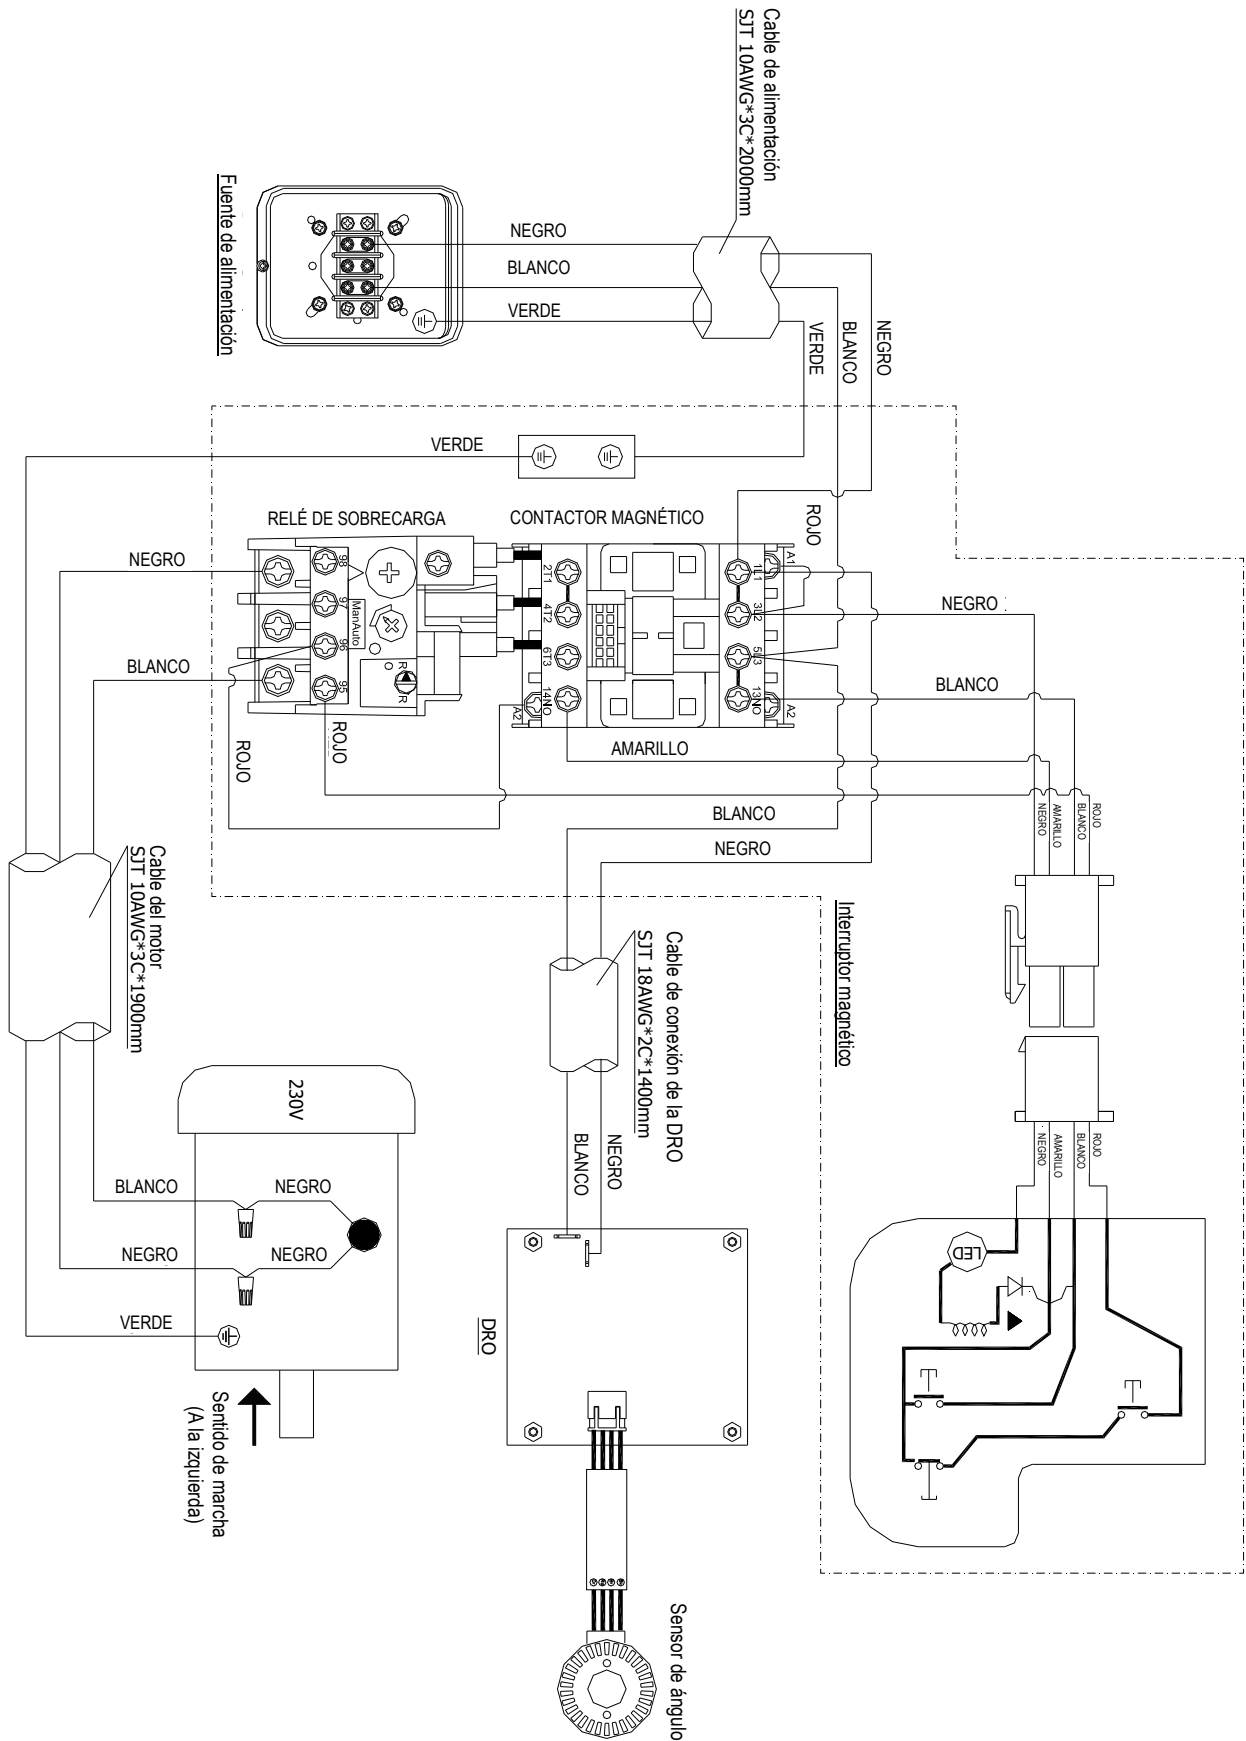 Cable de alimentación
SJT 10AWG*3C*2000mm
Fuente de alimentación
NEGRO
BLANCO
VERDE
VERDE
BLANCO
NEGRO
VERDE
RELÉ DE SOBRECARGA
CONTACTOR MAGNÉTICO
ROJO
NEGRO
NEGRO
BLANCO
BLANCO
98
97
96
95
ManAuto
R
R
2T1
4T2
6T3
14NO
A2
A1
1L1
3L2
5L3
13NO
A2
AMARILLO
ROJO
ROJO
BLANCO
NEGRO
ROJO
BLANCO
AMARILLO
NEGRO
Interruptor magnético
Cable del motor
SJT 10AWG*3C*1900mm
Cable de conexión de la DRO
SJT 18AWG*2C*1400mm
230V
BLANCO
NEGRO
ROJO
BLANCO
AMARILLO
NEGRO
BLANCO
NEGRO
NEGRO
NEGRO
VERDE
LED
DRO
Sentido de marcha
(A la izquierda)
Sensor de ángulo